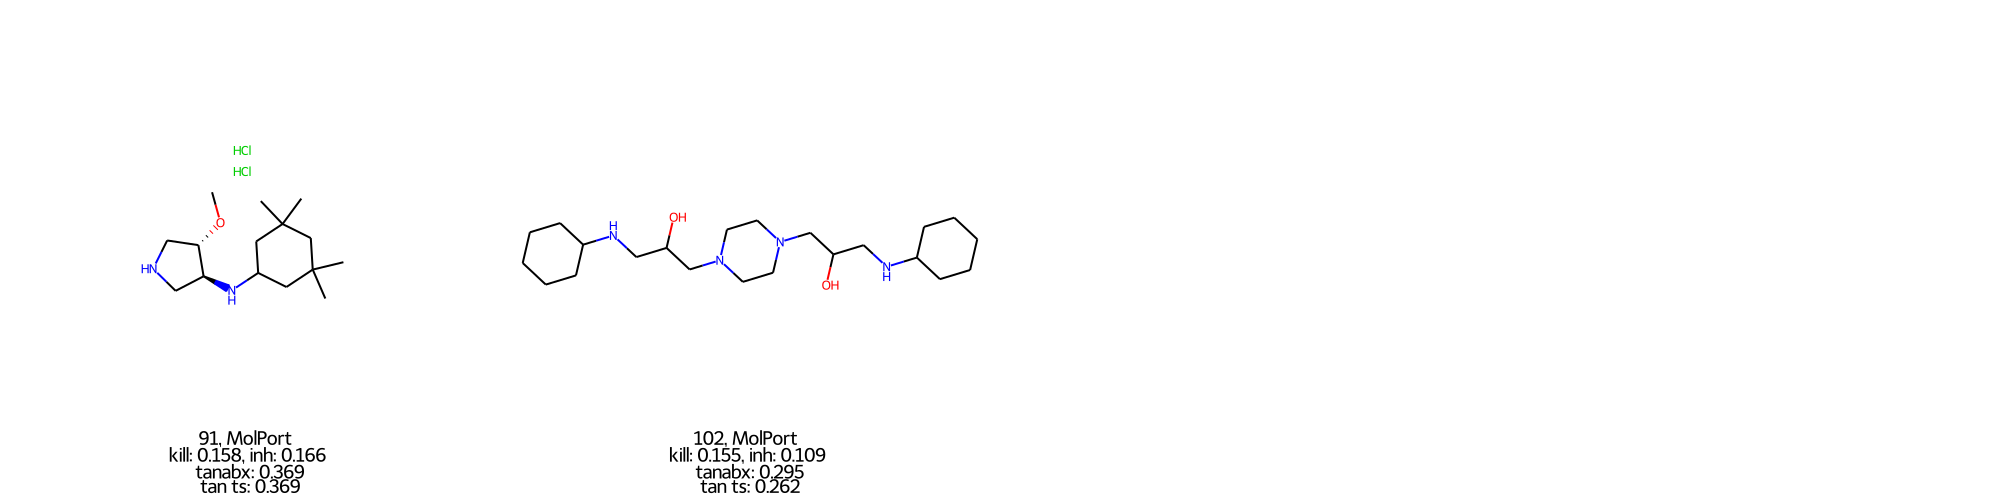 HCl
HCl
O
HN
N
H
H
N
OH
N
N
OH
N
H
91, MolPort
kill: 0.158, inh: 0.166
tanabx: 0.369
tan ts: 0.369
102, MolPort
kill: 0.155, inh: 0.109
tanabx: 0.295
tan ts: 0.262